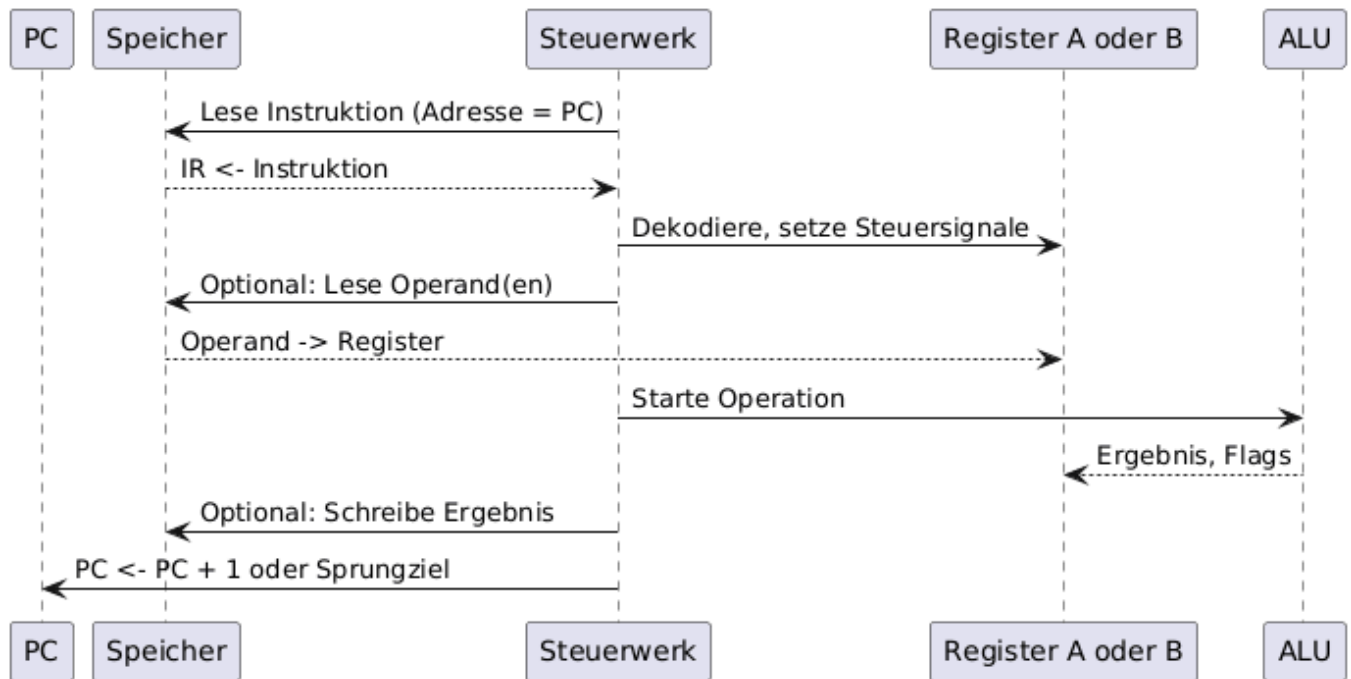 PC Speicher Steuerwerk Register A oder B ALU
Lese Instruktion (Adresse = PC)
IR <- Instruktion
Dekodiere, setze Steuersignale
Optional: Lese Operand(en)
Operand -> Register
Starte Operation
Ergebnis, Flags
Optional: Schreibe Ergebnis
PC <- PC + 1 oder Sprungziel
PC Speicher Steuerwerk Register A oder B ALU